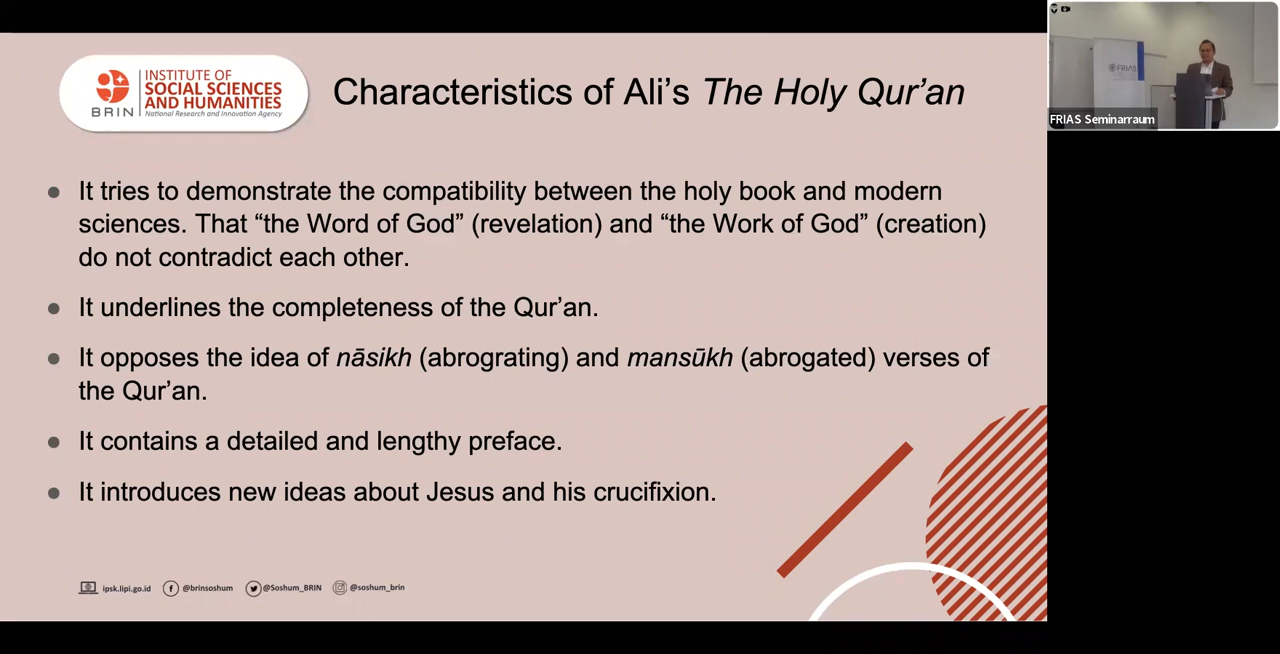 INSTITUTE OF
SOCIAL SCIENCES
AND HUMANITIES
BRIN
National Research and Innovation Agency
Characteristics of Ali’s The Holy Qur’an
FRIAS
FRIAS Seminarraum
● It tries to demonstrate the compatibility between the holy book and modern
sciences. That “the Word of God” (revelation) and “the Work of God” (creation)
do not contradict each other.
● It underlines the completeness of the Qur’an.
● It opposes the idea of nāsikh (abrograting) and mansūkh (abrogated) verses of
the Qur’an.
● It contains a detailed and lengthy preface.
● It introduces new ideas about Jesus and his crucifixion.
ipsk.lipi.go.id @brinsoshum @Soshum_BRIN @soshum_brin